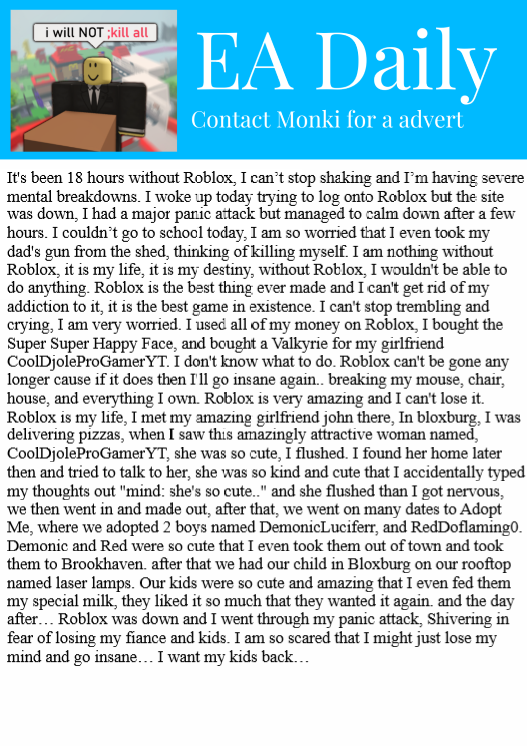 i will NOT ;kill all
EA Daily
Contact Monki for a advert
It's been 18 hours without Roblox, I can’t stop shaking and I’m having severe
mental breakdowns. I woke up today trying to log onto Roblox but the site
was down, I had a major panic attack but managed to calm down after a few
hours. I couldn’t go to school today, I am so worried that I even took my
dad's gun from the shed, thinking of killing myself. I am nothing without
Roblox, it is my life, it is my destiny, without Roblox, I wouldn't be able to
do anything. Roblox is the best thing ever made and I can't get rid of my
addiction to it, it is the best game in existence. I can't stop trembling and
crying, I am very worried. I used all of my money on Roblox, I bought the
Super Super Happy Face, and bought a Valkyrie for my girlfriend
CoolDjoleProGamerYT. I don't know what to do. Roblox can't be gone any
longer cause if it does then I'll go insane again.. breaking my mouse, chair,
house, and everything I own. Roblox is very amazing and I can't lose it.
Roblox is my life, I met my amazing girlfriend john there, In bloxburg, I was
delivering pizzas, when I saw this amazingly attractive woman named,
CoolDjoleProGamerYT, she was so cute, I flushed. I found her home later
then and tried to talk to her, she was so kind and cute that I accidentally typed
my thoughts out "mind: she's so cute.." and she flushed than I got nervous,
we then went in and made out, after that, we went on many dates to Adopt
Me, where we adopted 2 boys named DemonicLuciferr, and RedDoflaming0.
Demonic and Red were so cute that I even took them out of town and took
them to Brookhaven. after that we had our child in Bloxburg on our rooftop
named laser lamps. Our kids were so cute and amazing that I even fed them
my special milk, they liked it so much that they wanted it again. and the day
after… Roblox was down and I went through my panic attack, Shivering in
fear of losing my fiance and kids. I am so scared that I might just lose my
mind and go insane… I want my kids back…